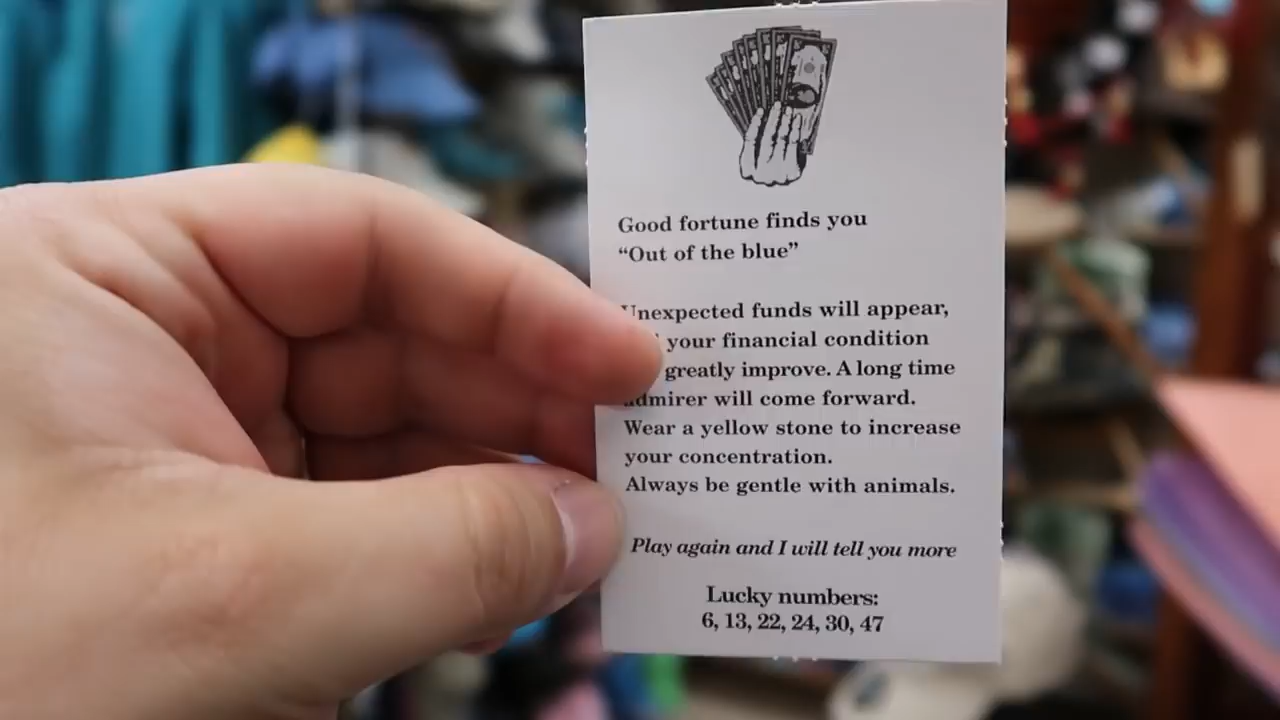 Good fortune finds you
“Out of the blue”
Unexpected funds will appear,
your financial condition
greatly improve. A long time
admirer will come forward.
Wear a yellow stone to increase
your concentration.
Always be gentle with animals.
Play again and I will tell you more
Lucky numbers:
6, 13, 22, 24, 30, 47